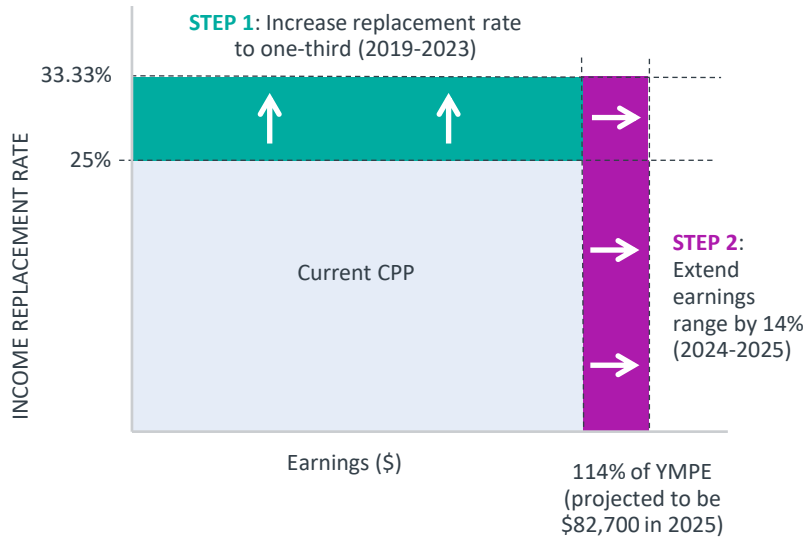 STEP 1: Increase replacement rate
to one-third (2019-2023)
33.33%
25%
INCOME REPLACEMENT RATE
Current CPP
STEP 2:
Extend
earnings
range by 14%
(2024-2025)
Earnings ($)
114% of YMPE
(projected to be
$82,700 in 2025)